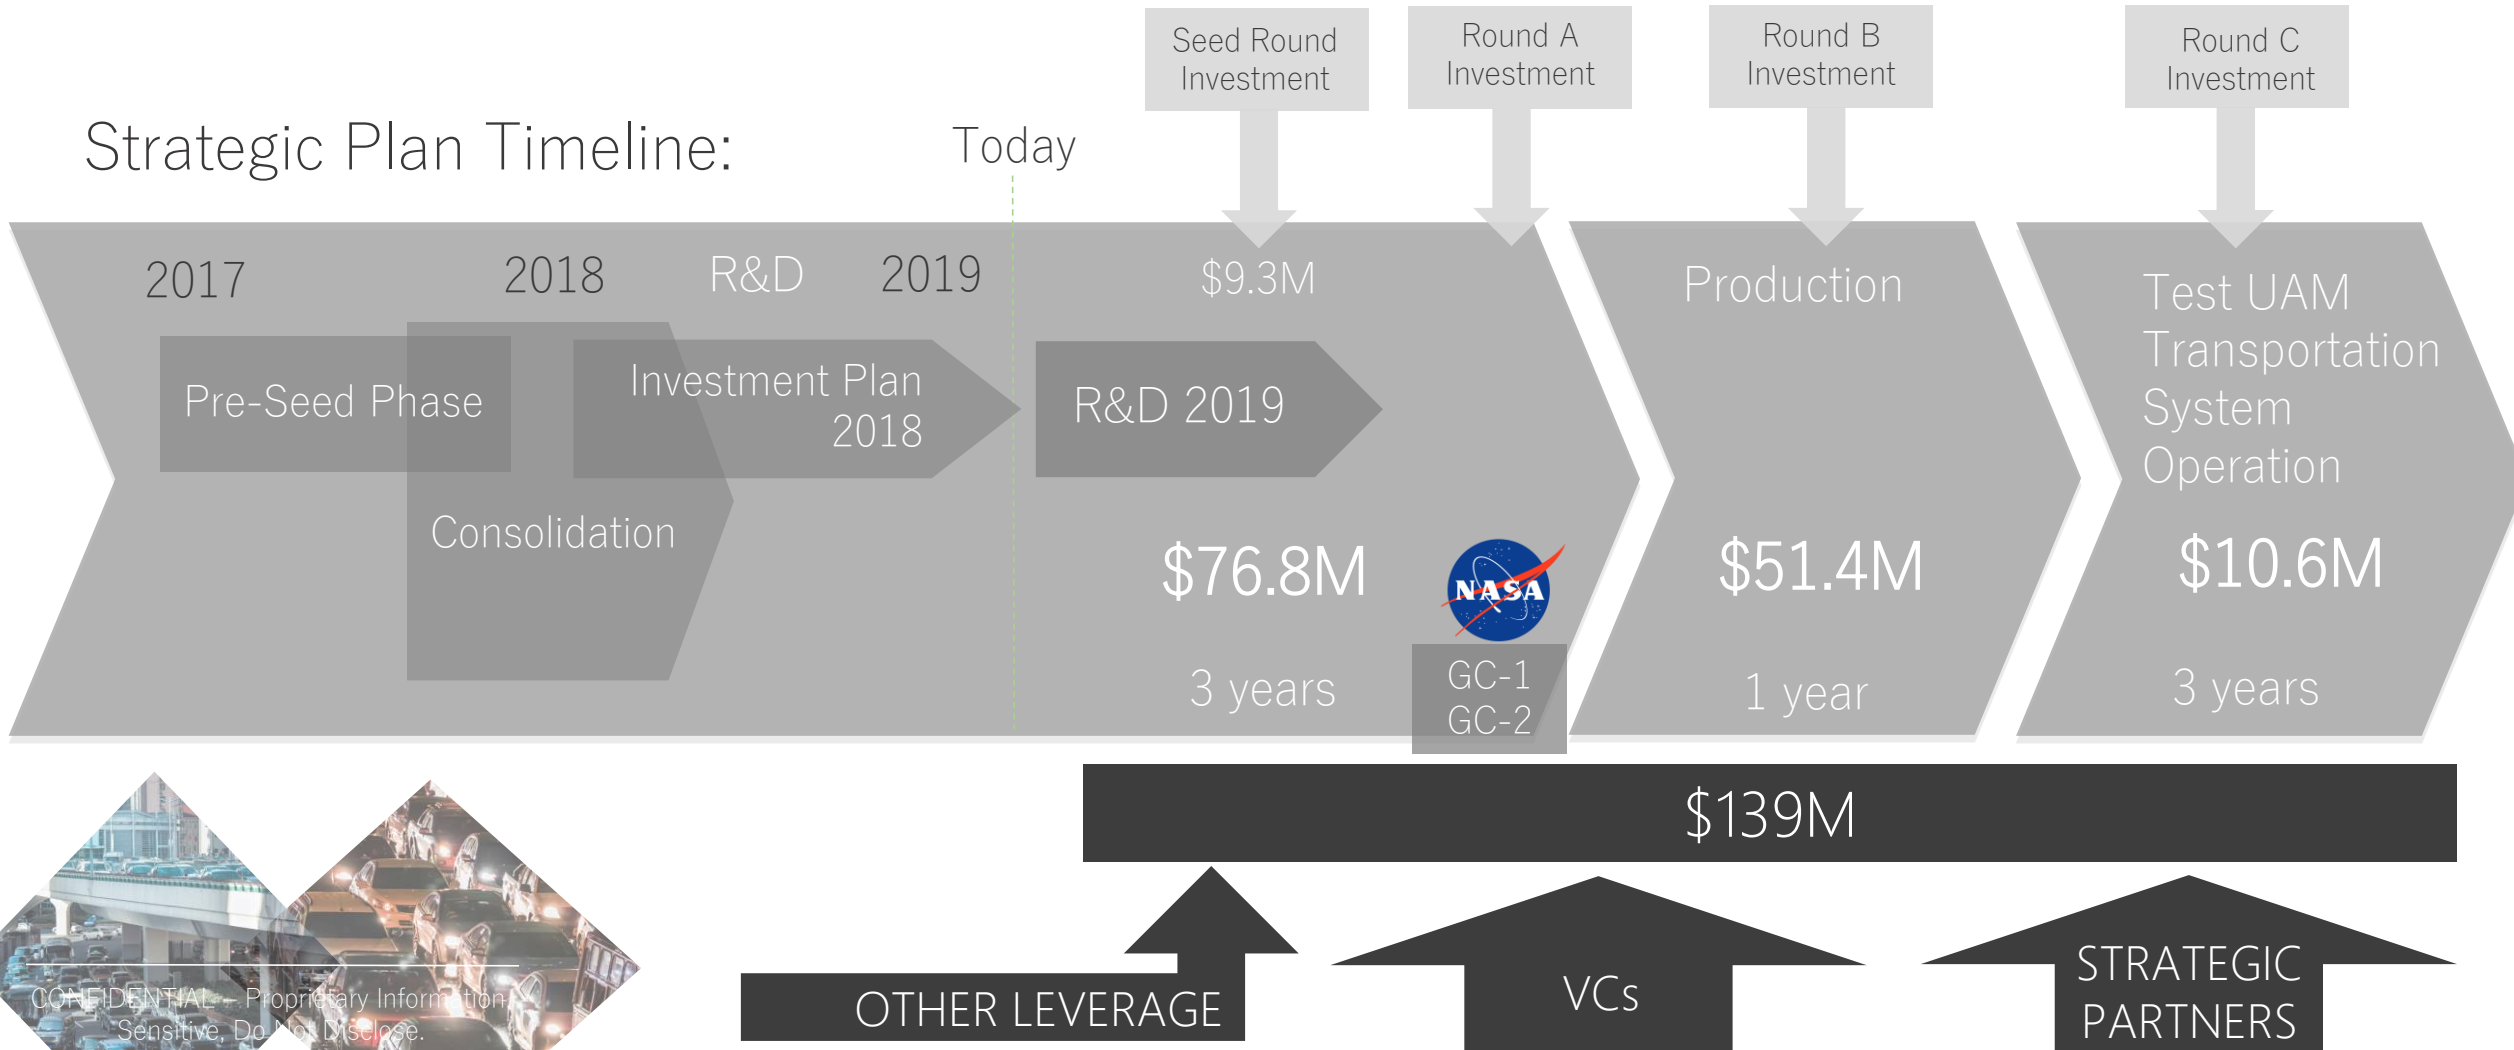 Seed Round
Investment
Round A
Investment
Round B
Investment
Round C
Investment
Strategic Plan Timeline:
Today
2017
2018
R&D
2019
$9.3M
Production
Test UAM
Transportation
System
Operation
Pre-Seed Phase
Investment Plan
2018
R&D 2019
Consolidation
$76.8M
NASA
$51.4M
$10.6M
3 years
GC-1
GC-2
1 year
3 years
$139M
OTHER LEVERAGE
VCs
STRATEGIC
PARTNERS
CONFIDENTIAL – Proprietary Information
Sensitive, Do Not Disclose.